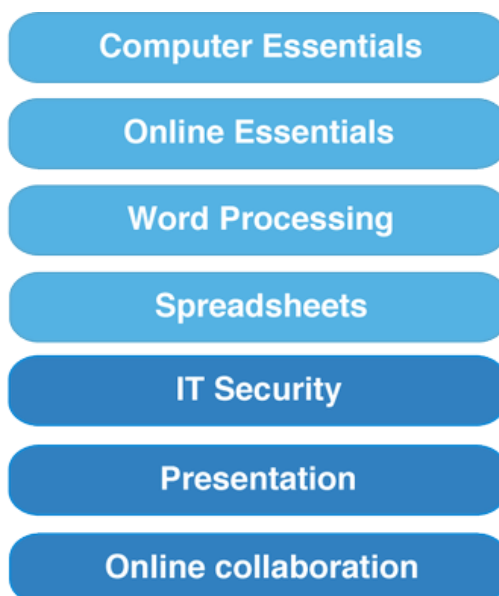 Computer Essentials
Online Essentials
Word Processing
Spreadsheets
IT Security
Presentation
Online collaboration